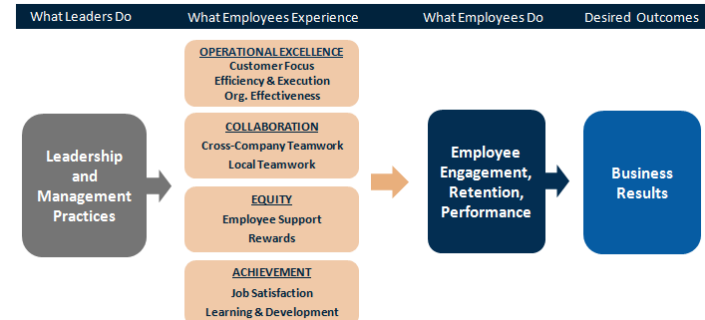 What Leaders Do
What Employees Experience
What Employees Do
Desired Outcomes
Leadership
and
Management
Practices
OPERATIONAL EXCELLENCE
Customer Focus
Efficiency & Execution
Org. Effectiveness
COLLABORATION
Cross-Company Teamwork
Local Teamwork
EQUITY
Employee Support
Rewards
ACHIEVEMENT
Job Satisfaction
Learning & Development
Employee
Engagement,
Retention,
Performance
Business
Results